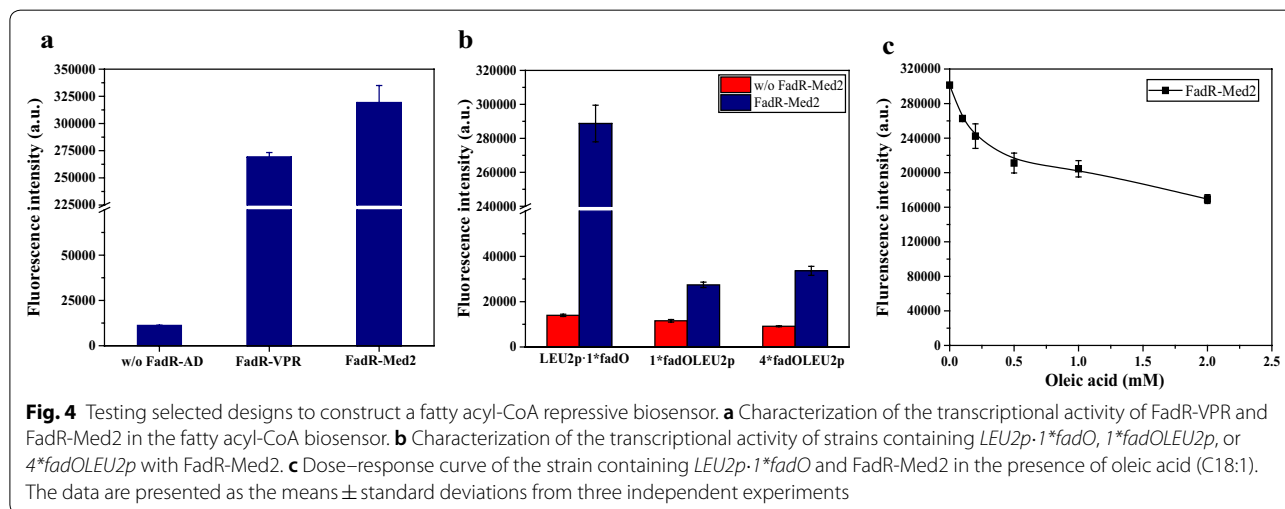 a
Fluorescence intensity (a.u.)
350000
325000
300000
275000
250000
225000
50000
25000
0
w/o FadR-AD FadR-VPR FadR-Med2
b
Fluorescence intensity (a.u.)
320000
300000
280000
260000
240000
60000
40000
20000
0
w/o FadR-Med2
FadR-Med2
LEU2p·1*fadO 1*fadOLEU2p 4*fadOLEU2p
c
Flurenscence intensity (a.u.)
320000
280000
240000
200000
160000
120000
80000
40000
0
FadR-Med2
0.0 0.5 1.0 1.5 2.0 2.5
Oleic acid (mM)
Fig. 4 Testing selected designs to construct a fatty acyl-CoA repressive biosensor. a Characterization of the transcriptional activity of FadR-VPR and
FadR-Med2 in the fatty acyl-CoA biosensor. b Characterization of the transcriptional activity of strains containing LEU2p·1*fadO, 1*fadOLEU2p, or
4*fadOLEU2p with FadR-Med2. c Dose–response curve of the strain containing LEU2p·1*fadO and FadR-Med2 in the presence of oleic acid (C18:1).
The data are presented as the means ± standard deviations from three independent experiments